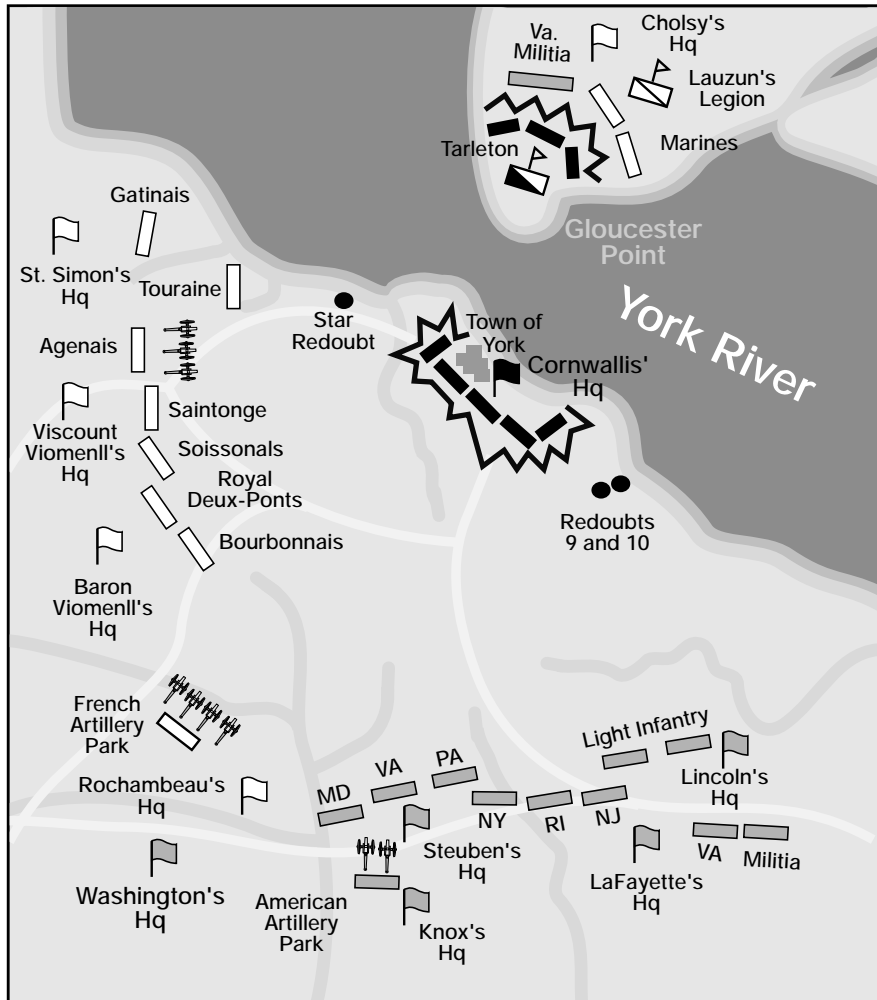 Va.
Militia
Cholsy's
Hq
Lauzun's
Legion
Tarleton
Marines
Gloucester
Point
York River
Gatinais
St. Simon's
Hq
Touraine
Star
Redoubt
Town of
York
Cornwallis'
Hq
Agenais
Viscount
Viomenll's
Hq
Saintonge
Soissonals
Royal
Deux-Ponts
Bourbonnais
Redoubts
9 and 10
Baron
Viomenll's
Hq
French
Artillery
Park
Rochambeau's
Hq
Washington's
Hq
MD
VA
PA
NY
RI
NJ
Light Infantry
Lincoln's
Hq
Steuben's
Hq
VA
Militia
LaFayette's
Hq
American
Artillery
Park
Knox's
Hq